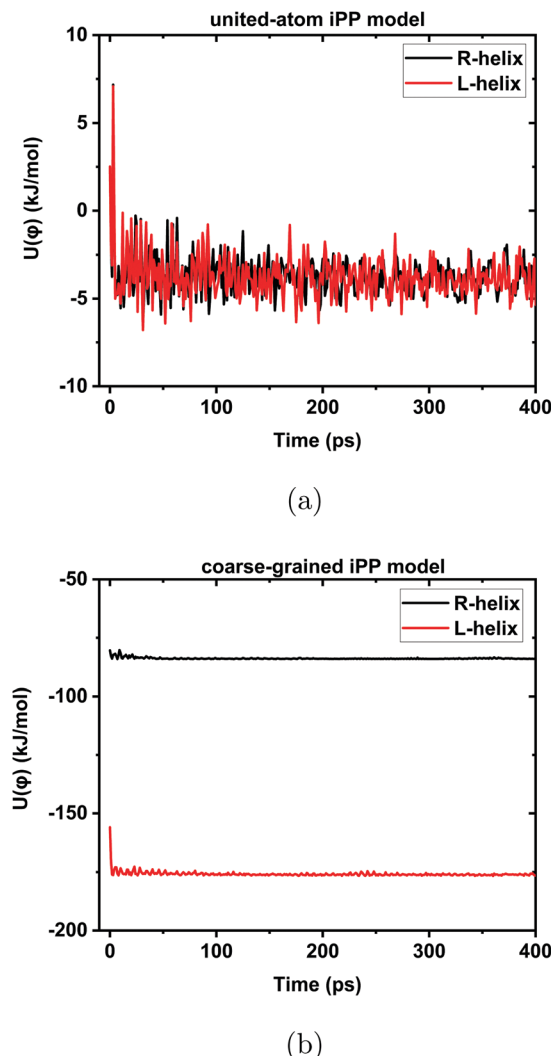 united-atom iPP model
10
5
0
-5
-10
U(φ) (kJ/mol)
R-helix
L-helix
0 100 200 300 400
Time (ps)
(a)
coarse-grained iPP model
-50
-100
-150
-200
U(φ) (kJ/mol)
R-helix
L-helix
0 100 200 300 400
Time (ps)
(b)